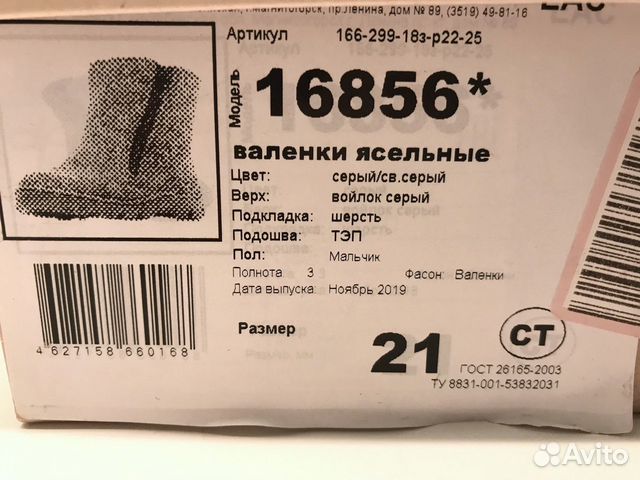 г.Магнитогорск, пр.Ленина, дом № 89, (3519) 49-81-16
EAC
Артикул 166-299-18з-р22-25
Модель 16856*
валенки ясельные
Цвет: серый/св.серый
Верх: войлок серый
Подкладка: шерсть
Подошва: ТЭП
Пол: Мальчик
Полнота: 3 Фасон: Валенки
Дата выпуска: Ноябрь 2019
Размер 21
СТ
4 627158 660168
ГОСТ 26165-2003
ТУ 8831-001-53832031
Avito